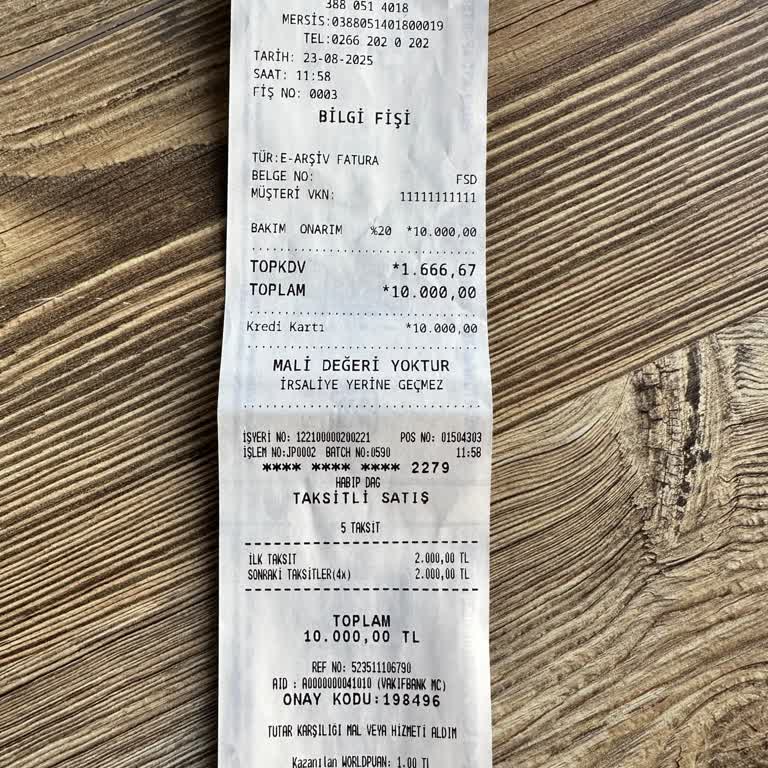 388 051 4018
MERSİS:0388051401800019
TEL:0266 202 0 202
TARİH: 23-08-2025
SAAT: 11:58
FİŞ NO: 0003
BİLGİ FİŞİ
TÜR:E-ARŞİV FATURA
BELGE NO: FSD
MÜŞTERİ VKN: 11111111111
BAKIM ONARIM %20 *10.000,00
TOPKDV *1.666,67
TOPLAM *10.000,00
Kredi Kartı *10.000,00
MALİ DEĞERİ YOKTUR
İRSALİYE YERİNE GEÇMEZ
İŞYERİ NO: 122100000200221 POS NO: 01504303
İŞLEM NO:JP0002 BATCH NO:0590 11:58
**** **** **** 2279
HABIP DAG
TAKSİTLİ SATIŞ
5 TAKSİT
İLK TAKSIT 2.000,00 TL
SONRAKİ TAKSİTLER(4x) 2.000,00 TL
TOPLAM
10.000,00 TL
REF NO: 523511106790
AID : A0000000041010 (VAKIFBANK MC)
ONAY KODU:198496
TUTAR KARŞILIĞI MAL VEYA HİZMETİ ALDIM
Kazanılan WORLDPUAN: 1.00 TL